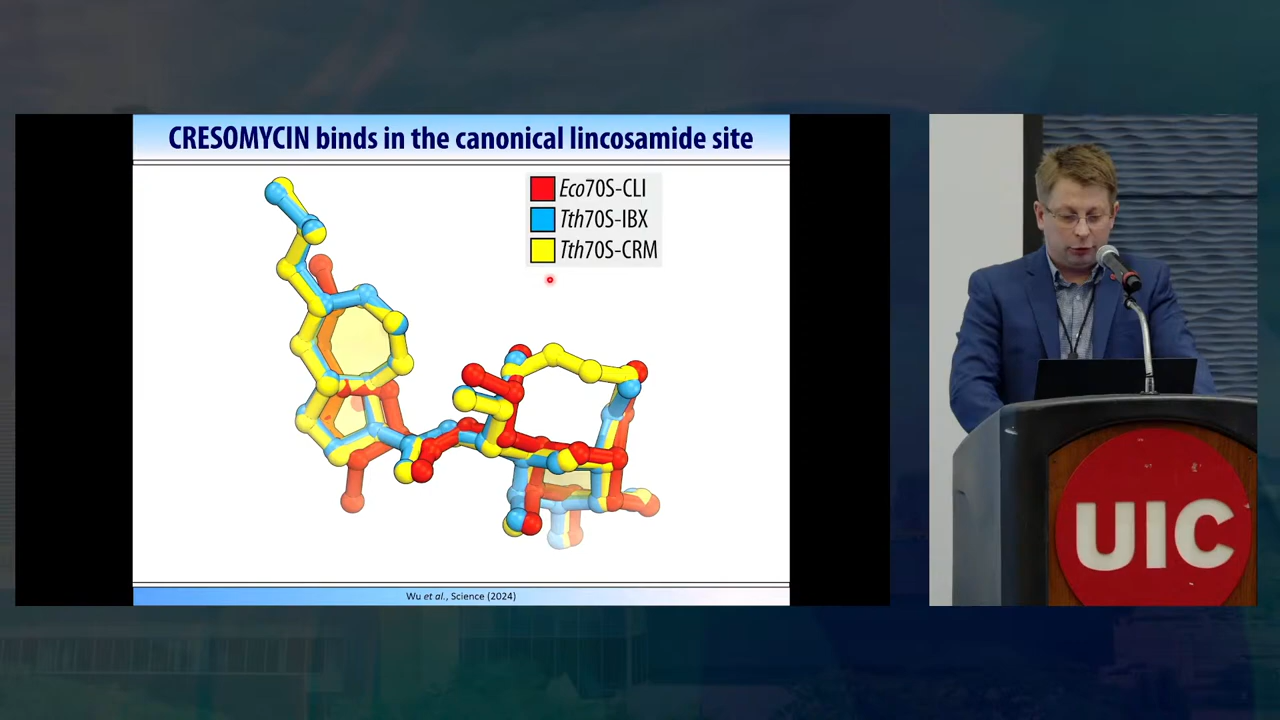 CRESOMYCIN binds in the canonical lincosamide site
Eco70S-CLI
Tth70S-IBX
Tth70S-CRM
Wu et al., Science (2024)
UIC